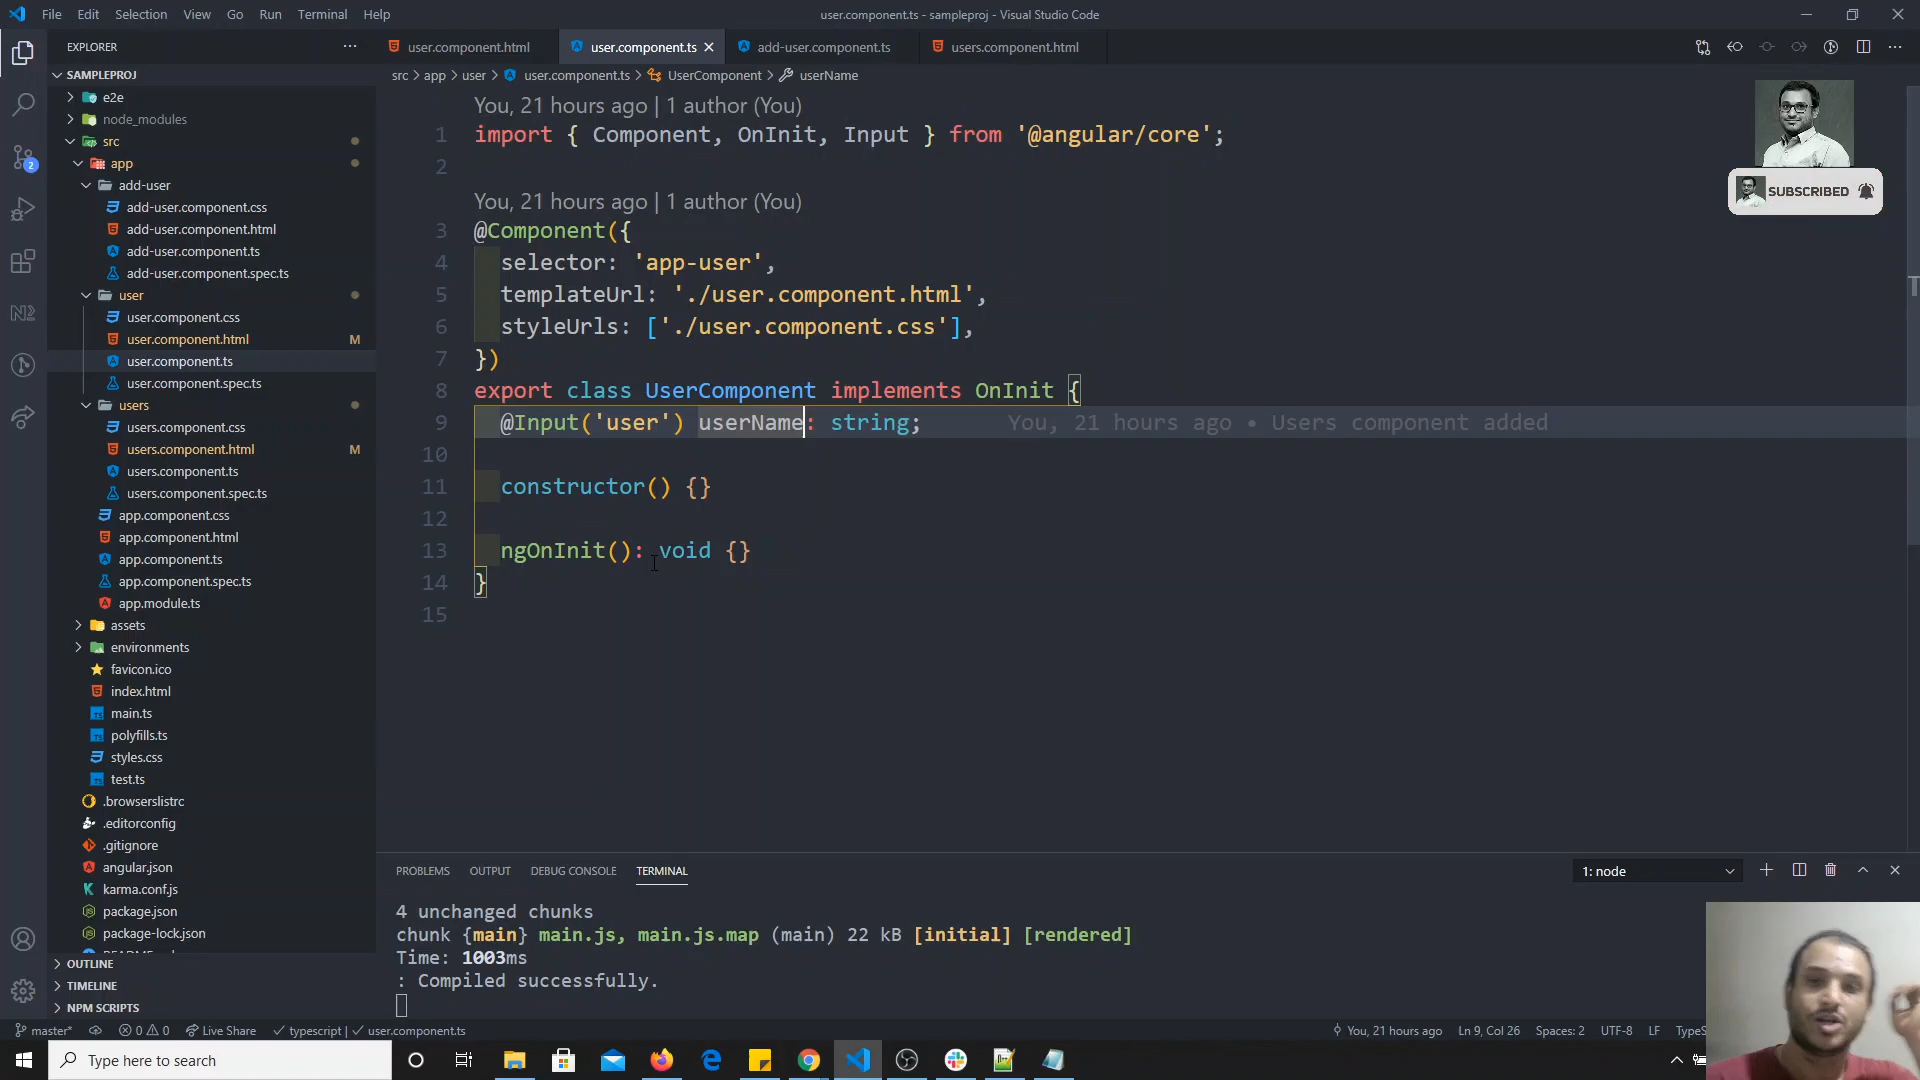 File Edit Selection View Go Run Terminal Help
user.component.ts - sampleproj - Visual Studio Code
EXPLORER
user.component.html
user.component.ts
add-user.component.ts
users.component.html
SAMPLEPROJ
src > app > user > user.component.ts > UserComponent > userName
e2e
node_modules
src
app
add-user
add-user.component.css
add-user.component.html
add-user.component.ts
add-user.component.spec.ts
user
user.component.css
user.component.html M
user.component.ts
user.component.spec.ts
users
users.component.css
users.component.html M
users.component.ts
users.component.spec.ts
app.component.css
app.component.html
app.component.ts
app.component.spec.ts
app.module.ts
assets
environments
favicon.ico
index.html
main.ts
polyfills.ts
styles.css
test.ts
.browserslistrc
.editorconfig
.gitignore
angular.json
karma.conf.js
package.json
package-lock.json
OUTLINE
TIMELINE
NPM SCRIPTS
2
You, 21 hours ago | 1 author (You)
1 import { Component, OnInit, Input } from '@angular/core';
2
You, 21 hours ago | 1 author (You)
3 @Component({
4 selector: 'app-user',
5 templateUrl: './user.component.html',
6 styleUrls: ['./user.component.css'],
7 })
8 export class UserComponent implements OnInit {
9 @Input('user') userName: string; You, 21 hours ago • Users component added
10
11 constructor() {}
12
13 ngOnInit(): void {}
14 }
15
SUBSCRIBED
PROBLEMS OUTPUT DEBUG CONSOLE TERMINAL
1: node
4 unchanged chunks
chunk {main} main.js, main.js.map (main) 22 kB [initial] [rendered]
Time: 1003ms
: Compiled successfully.
master* 0 0 Live Share typescript | user.component.ts
You, 21 hours ago Ln 9, Col 26 Spaces: 2 UTF-8 LF TypeS
Type here to search